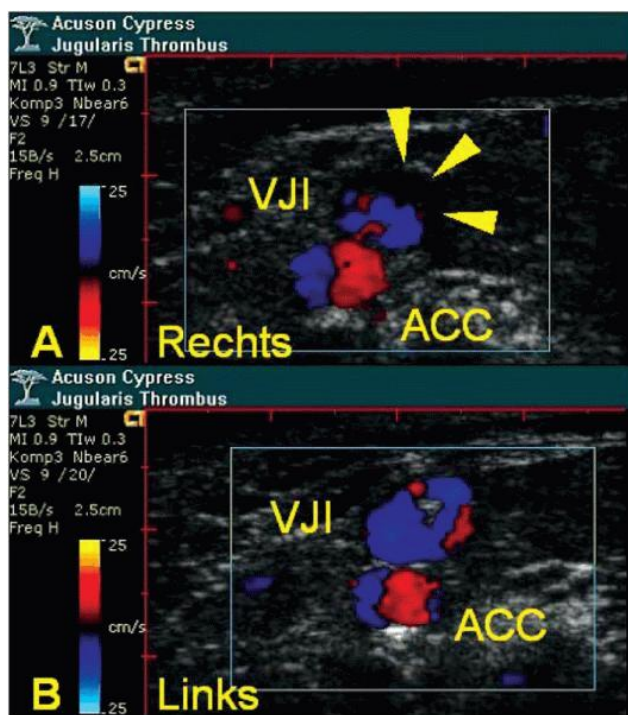 Acuson Cypress
Jugularis Thrombus
7L3 Str M
MI 0.9 TIw 0.3
Komp3 Nbear6
VS 9 /17/
F2
15B/s 2.5cm
Freq H
25
cm/s
25
VJI
ACC
A Rechts
Acuson Cypress
Jugularis Thrombus
7L3 Str M
MI 0.9 TIw 0.3
Komp3 Nbear6
VS 9 /20/
F2
15B/s 2.5cm
Freq H
25
cm/s
25
VJI
ACC
B Links